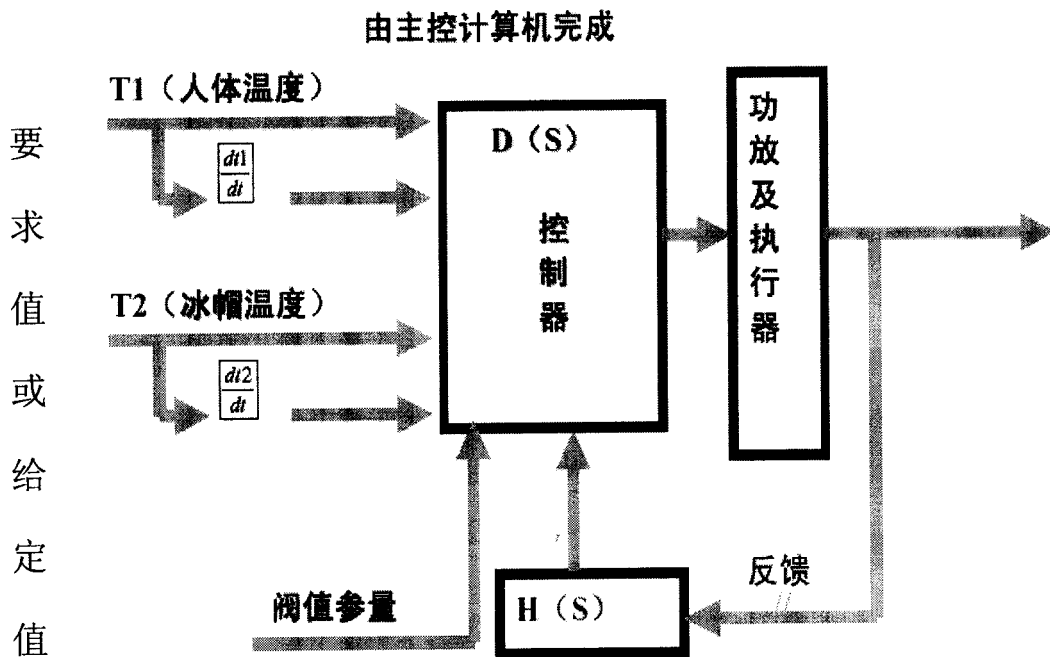 由主控计算机完成
要求值或给定值
T1（人体温度）
dt1
dt
T2（冰帽温度）
dt2
dt
D（S）
控制器
功放及执行器
阀值参量
H（S）
反馈